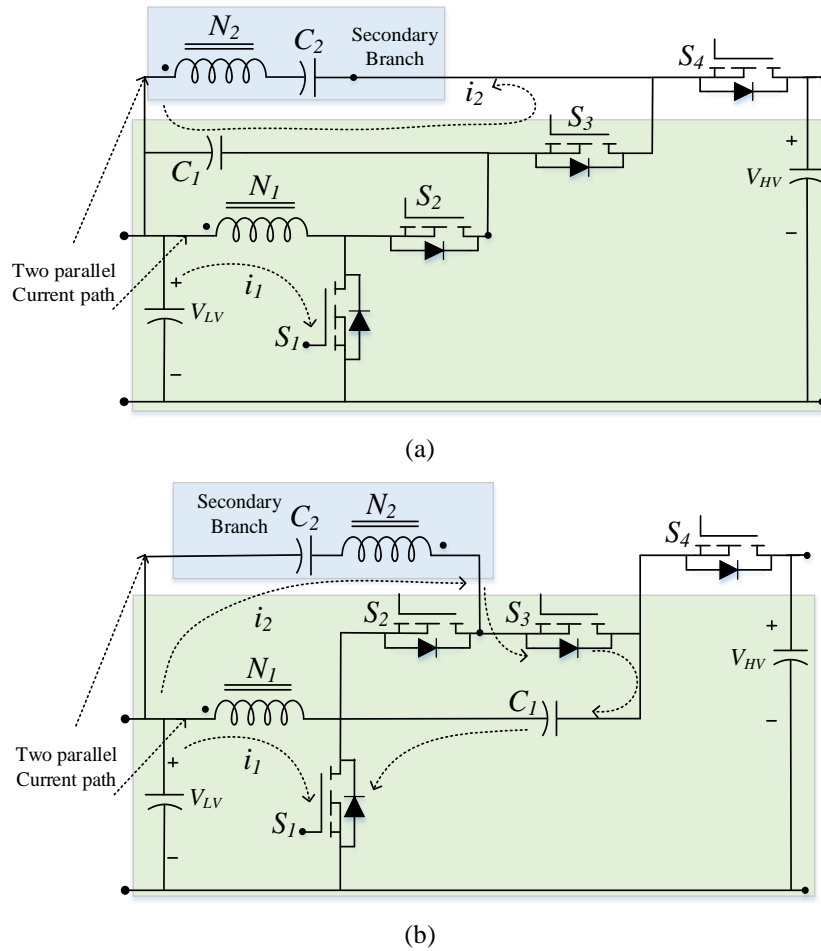 N2
C2
Secondary
Branch
S4
i2
S3
C1
N1
S2
+
VHV
−
Two parallel
Current path
+
i1
VLV
S1
−
(a)
Secondary
Branch
C2
N2
S4
i2
S2
S3
+
VHV
N1
C1
−
Two parallel
Current path
+
i1
VLV
S1
−
(b)